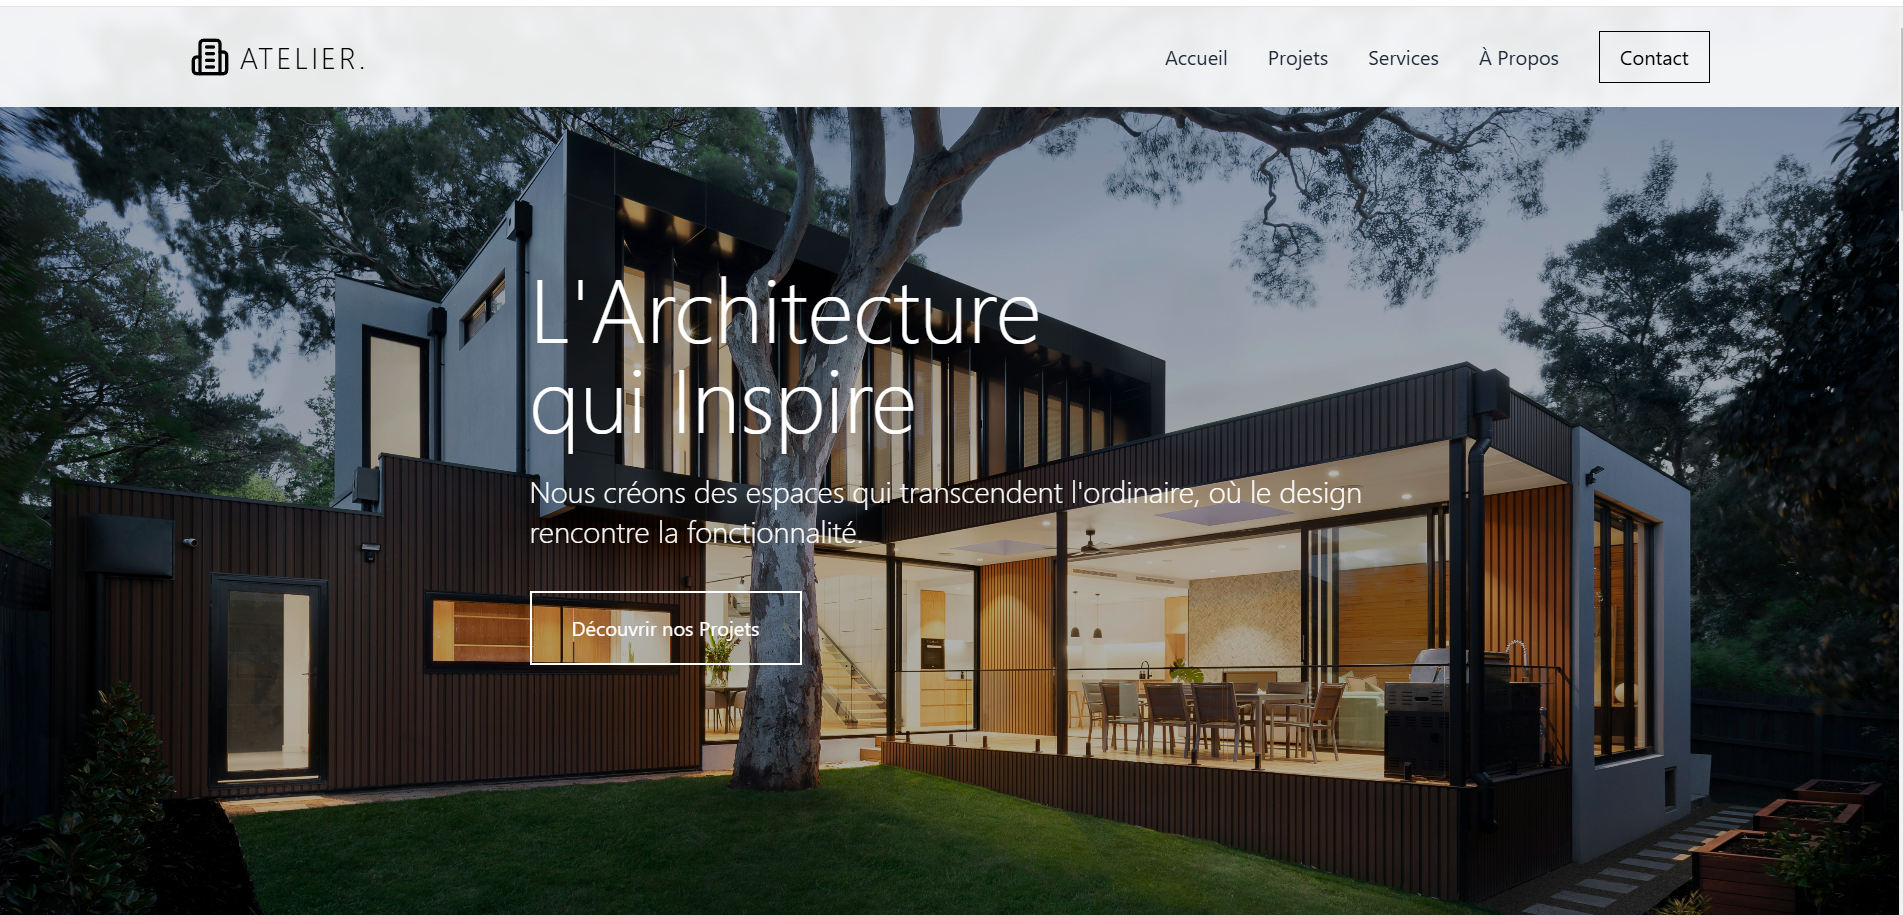 ATELIER.
Accueil
Projets
Services
À Propos
Contact
L'Architecture
qui Inspire
Nous créons des espaces qui transcendent l'ordinaire, où le design
rencontre la fonctionnalité.
Découvrir nos Projets